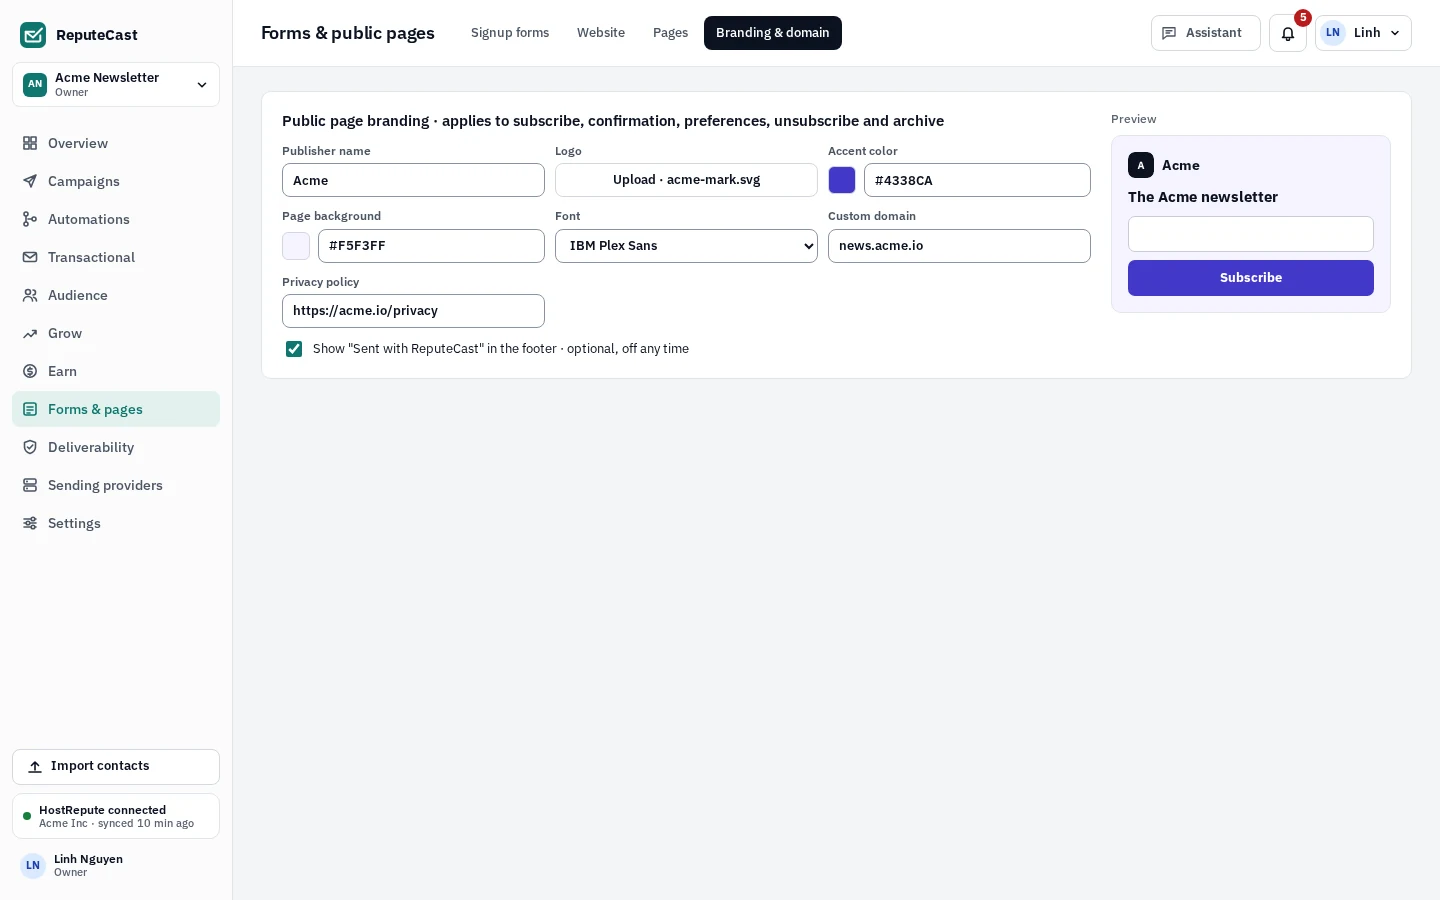 ReputeCast
AN
Acme Newsletter
Owner
Overview
Campaigns
Automations
Transactional
Audience
Grow
Earn
Forms & pages
Deliverability
Sending providers
Settings
Import contacts
HostRepute connected
Acme Inc · synced 10 min ago
LN
Linh Nguyen
Owner
Forms & public pages
Signup forms
Website
Pages
Branding & domain
Assistant
5
LN
Linh
Public page branding · applies to subscribe, confirmation, preferences, unsubscribe and archive
Publisher name
Acme
Logo
Upload · acme-mark.svg
Accent color
#4338CA
Page background
#F5F3FF
Font
IBM Plex Sans
Custom domain
news.acme.io
Privacy policy
https://acme.io/privacy
Show "Sent with ReputeCast" in the footer · optional, off any time
Preview
A
Acme
The Acme newsletter
Subscribe